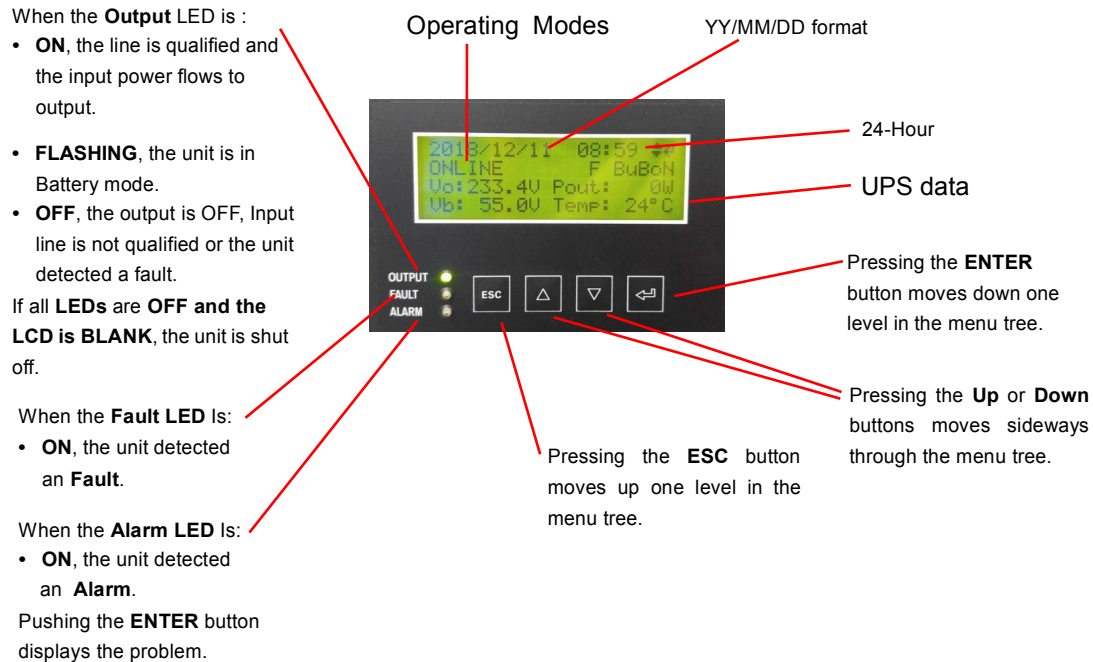 When the Output LED is :
• ON, the line is qualified and
the input power flows to
output.
• FLASHING, the unit is in
Battery mode.
• OFF, the output is OFF, Input
line is not qualified or the unit
detected a fault.
If all LEDs are OFF and the
LCD is BLANK, the unit is shut
off.
When the Fault LED Is:
• ON, the unit detected
an Fault.
When the Alarm LED Is:
• ON, the unit detected
an Alarm.
Pushing the ENTER button
displays the problem.
Operating Modes
YY/MM/DD format
2013/12/11 08:59
ONLINE F BuBoN
Vo:233.4V Pout: 0W
Vb: 55.0V Temp: 24°C
OUTPUT
FAULT
ALARM
ESC
24-Hour
UPS data
Pressing the ENTER
button moves down one
level in the menu tree.
Pressing the Up or Down
buttons moves sideways
through the menu tree.
Pressing the ESC button
moves up one level in the
menu tree.